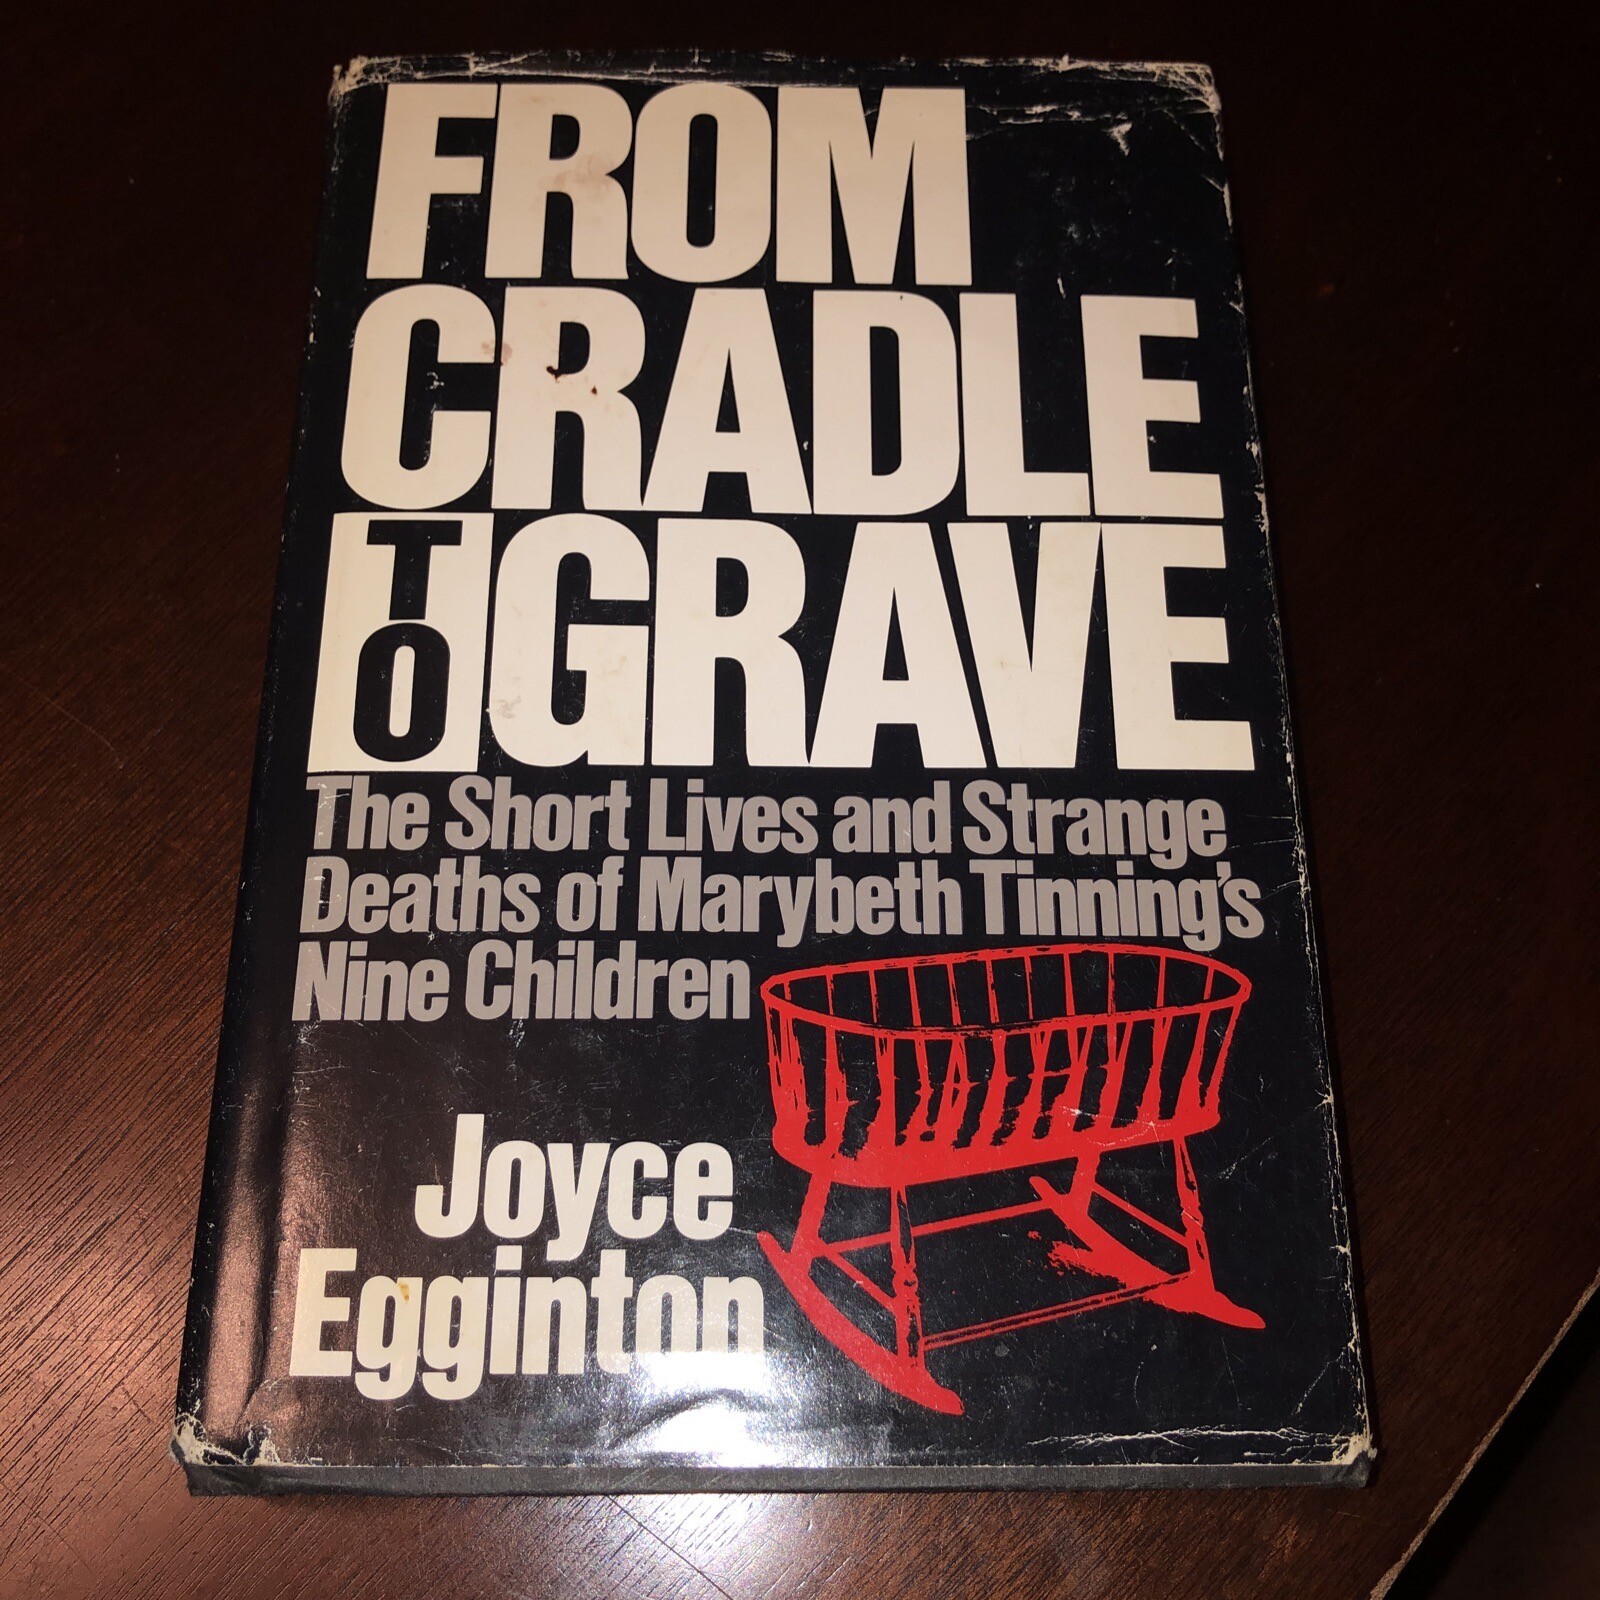 FROM
CRADLE
TO GRAVE
The Short Lives and Strange
Deaths of Marybeth Tinning's
Nine Children
Joyce
Egginton